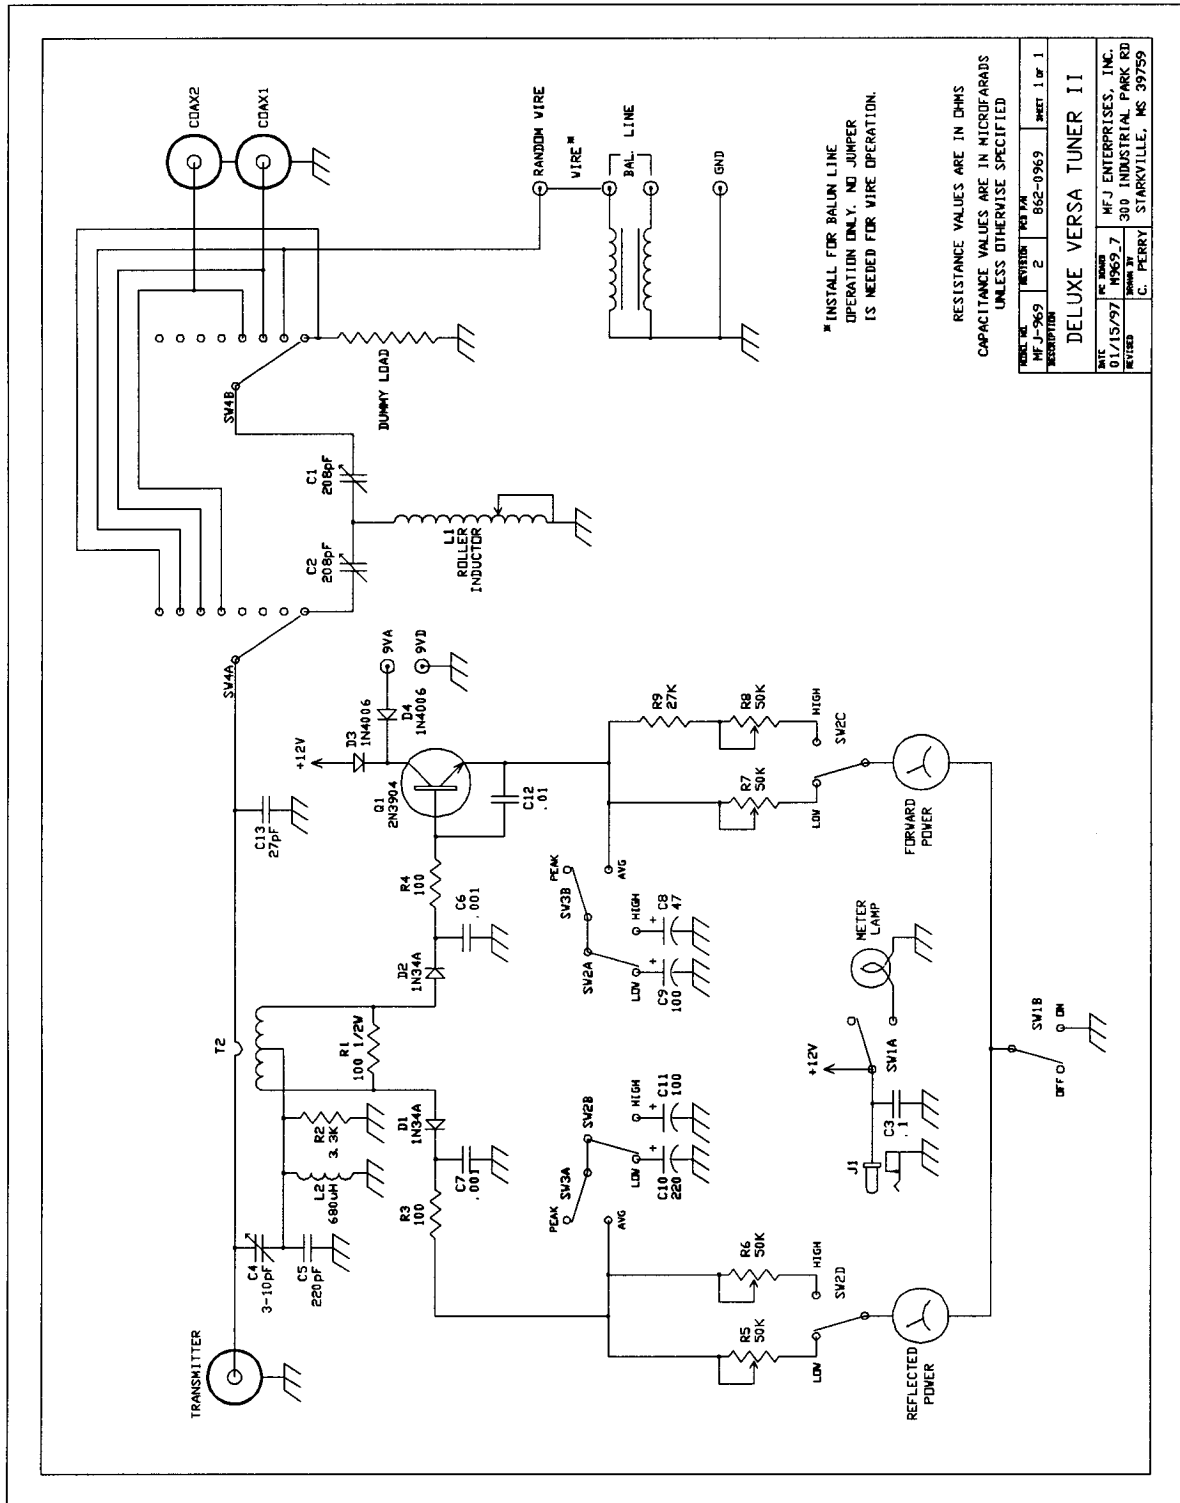 TRANSMITTER
C4
3-10pF
C5
220pF
L2
680uH
R2
3.3K
T2
R1
100 1/2W
D1
1N34A
C7
.001
R3
100
D2
1N34A
C6
.001
R4
100
C13
27pF
Q1
2N3904
C12
.01
+12V
D3
1N4006
D4
1N4006
9VA
9VD
SW4A
C2
208pF
C1
208pF
L1
ROLLER
INDUCTOR
SW4B
DUMMY LOAD
COAX2
COAX1
RANDOM WIRE
WIRE*
BAL. LINE
GND
*INSTALL FOR BALUN LINE
OPERATION ONLY. NO JUMPER
IS NEEDED FOR WIRE OPERATION.
PEAK
SW3A
AVG
SW2B
LOW
HIGH
C10
220
+
C11
100
+
PEAK
SW3B
AVG
SW2A
LOW
HIGH
C9
100
+
C8
47
+
R5
50K
R6
50K
LOW
HIGH
SW2D
REFLECTED
POWER
R9
27K
R7
50K
R8
50K
LOW
HIGH
SW2C
FORWARD
POWER
J1
C3
.1
+12V
SW1A
METER
LAMP
SW1B
OFF
ON
RESISTANCE VALUES ARE IN OHMS
CAPACITANCE VALUES ARE IN MICROFARADS
UNLESS OTHERWISE SPECIFIED
MODEL NO.
MFJ-969
REVISION
2
PCB P/N
862-0969
SHEET 1 OF 1
DESCRIPTION
DELUXE VERSA TUNER II
DATE
01/15/97
PC BOARD
M969_7
MFJ ENTERPRISES, INC.
300 INDUSTRIAL PARK RD
STARKVILLE, MS 39759
REVISED
DRAWN BY
C. PERRY